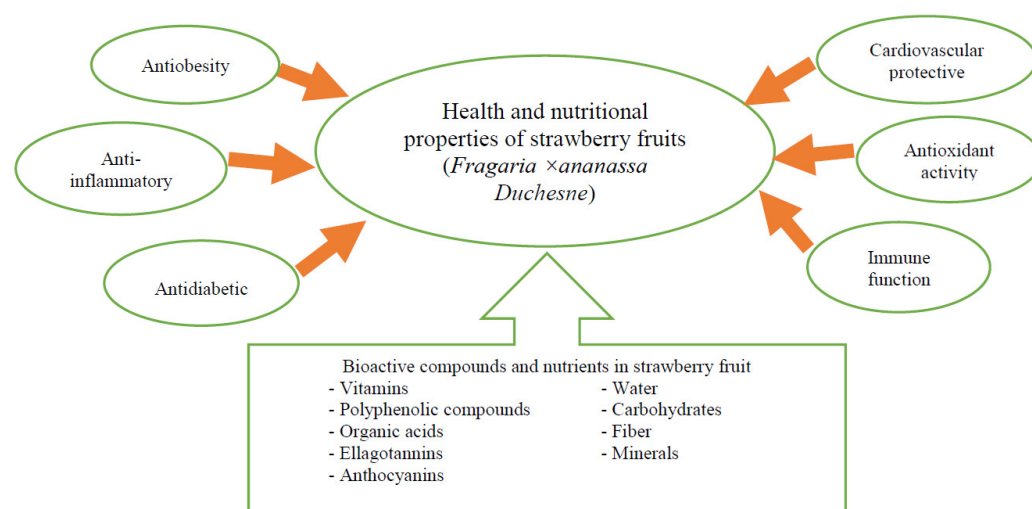 Antiobesity
Anti-
inflammatory
Antidiabetic
Health and nutritional
properties of strawberry fruits
(Fragaria ×ananassa
Duchesne)
Cardiovascular
protective
Antioxidant
activity
Immune
function
Bioactive compounds and nutrients in strawberry fruit
- Vitamins
- Polyphenolic compounds
- Organic acids
- Ellagotannins
- Anthocyanins
- Water
- Carbohydrates
- Fiber
- Minerals